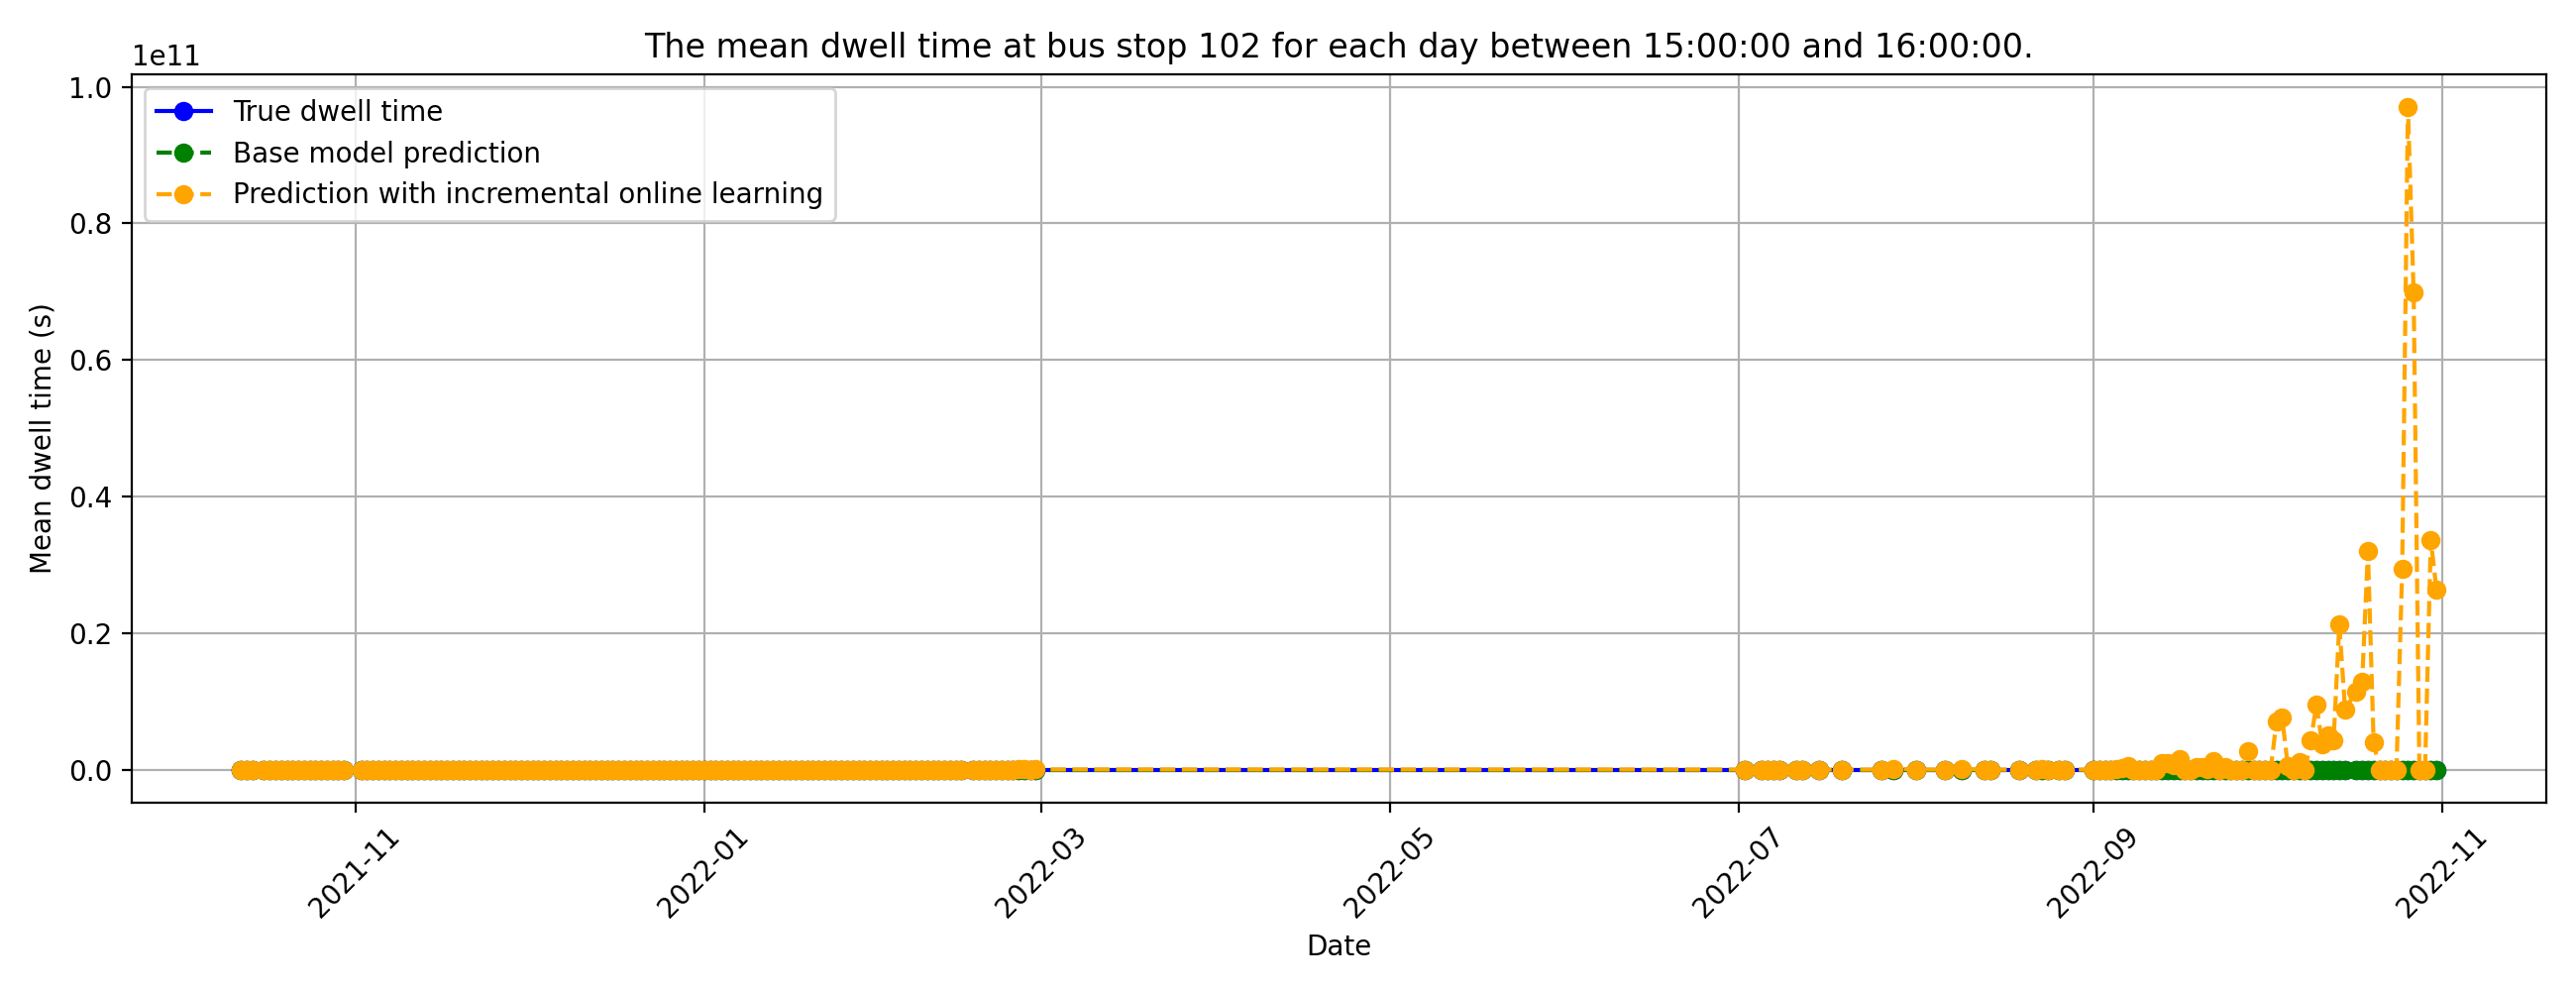 The mean dwell time at bus stop 102 for each day between 15:00:00 and 16:00:00.
1e11
1.0
0.8
0.6
0.4
0.2
0.0
Mean dwell time (s)
True dwell time
Base model prediction
Prediction with incremental online learning
2021-11
2022-01
2022-03
2022-05
2022-07
2022-09
2022-11
Date